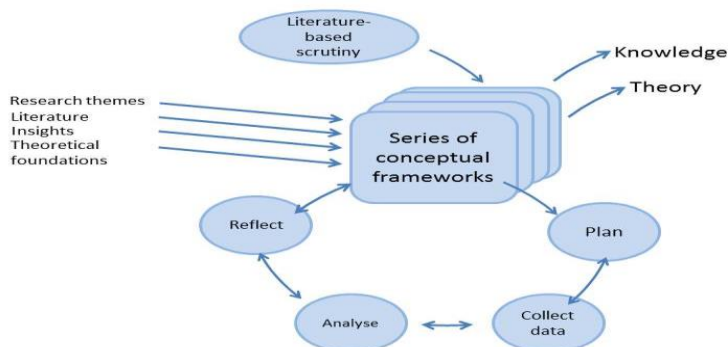 Literature-
based
scrutiny
Knowledge
Theory
Research themes
Literature
Insights
Theoretical
foundations
Series of
conceptual
frameworks
Reflect
Plan
Analyse
Collect
data